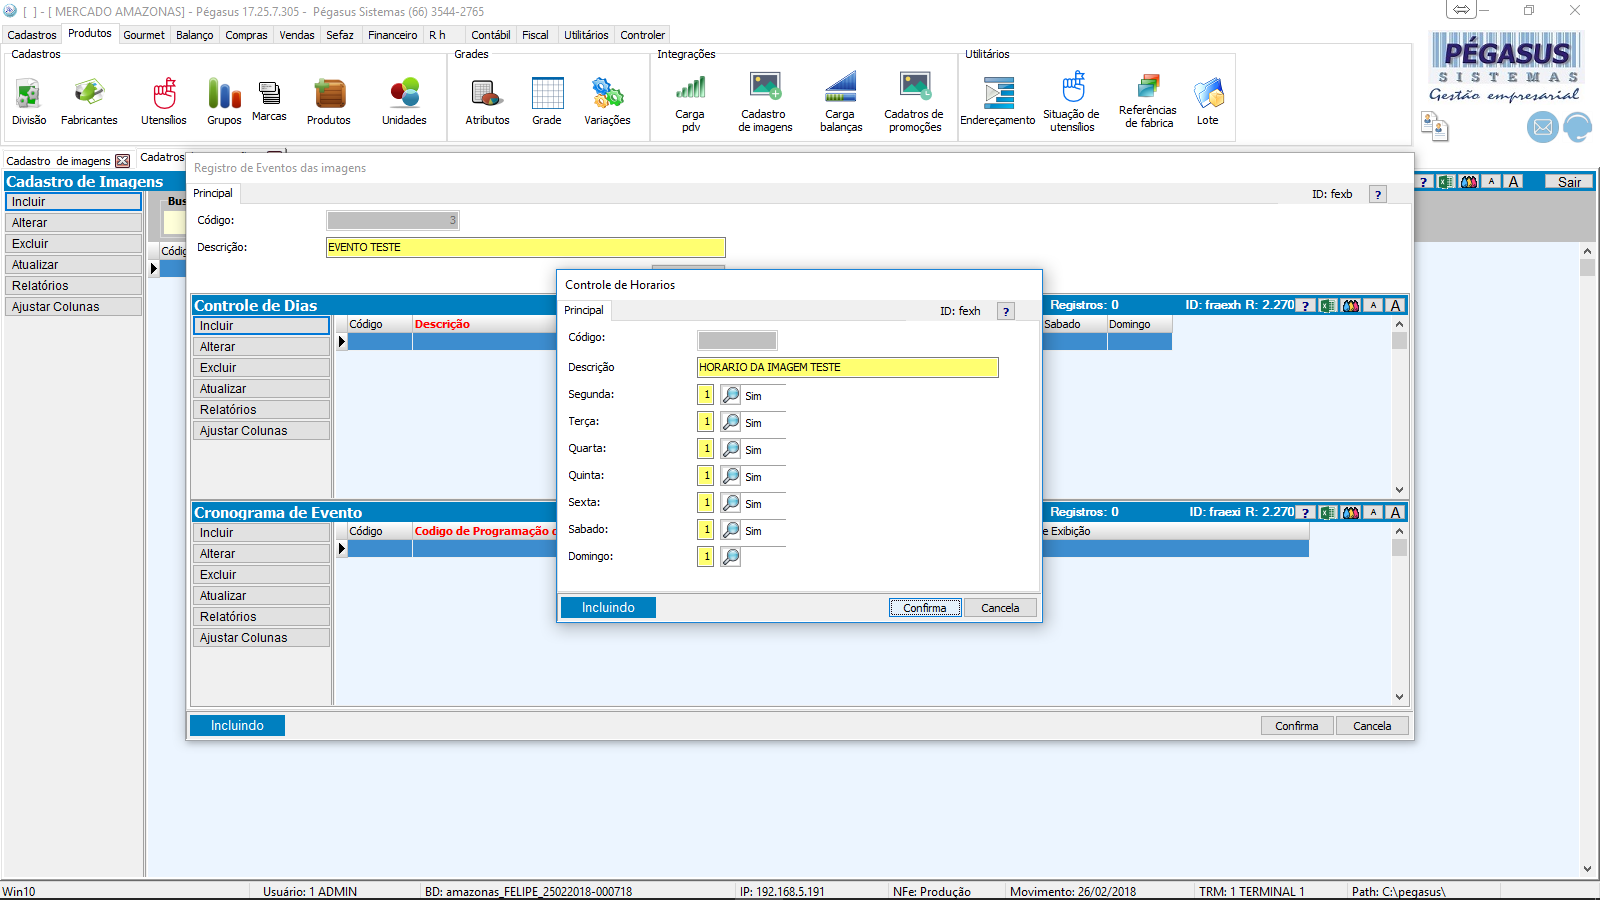 [  ] - [ MERCADO AMAZONAS] - Pégasus 17.25.7.305 -  Pégasus Sistemas (66) 3544-2765
Cadastros Produtos Gourmet Balanço Compras Vendas Sefaz Financeiro R h Contábil Fiscal Utilitários Controler
Cadastros Grades Integrações Utilitários
Divisão Fabricantes Utensílios Grupos Marcas Produtos Unidades Atributos Grade Variações
Carga pdv
Cadastro de imagens
Carga balanças
Cadatros de promoções
Endereçamento
Situação de utensílios
Referências de fabrica
Lote
PÉGASUS
SISTEMAS
Gestão empresarial
Cadastro  de imagens
Cadatros
Cadastro de Imagens
? A A Sair
Incluir
Alterar
Excluir
Atualizar
Relatórios
Ajustar Colunas
Bus
Códig
Registro de Eventos das imagens
Principal
ID: fexb ?
Código: 3
Descrição: EVENTO TESTE
Controle de Dias
Registros: 0 ID: fraexh R: 2.270 ? A A
Incluir
Alterar
Excluir
Atualizar
Relatórios
Ajustar Colunas
Código Descrição Sabado Domingo
Cronograma de Evento
Registros: 0 ID: fraexi R: 2.270 ? A A
Incluir
Alterar
Excluir
Atualizar
Relatórios
Ajustar Colunas
Código Codigo de Programação e Exibição
Incluindo Confirma Cancela
Controle de Horarios
Principal
ID: fexh ?
Código:
Descrição HORARIO DA IMAGEM TESTE
Segunda: 1 Sim
Terça: 1 Sim
Quarta: 1 Sim
Quinta: 1 Sim
Sexta: 1 Sim
Sabado: 1 Sim
Domingo: 1
Incluindo Confirma Cancela
Win10 Usuário: 1 ADMIN BD: amazonas_FELIPE_25022018-000718 IP: 192.168.5.191 NFe: Produção Movimento: 26/02/2018 TRM: 1 TERMINAL 1 Path: C:\pegasus\